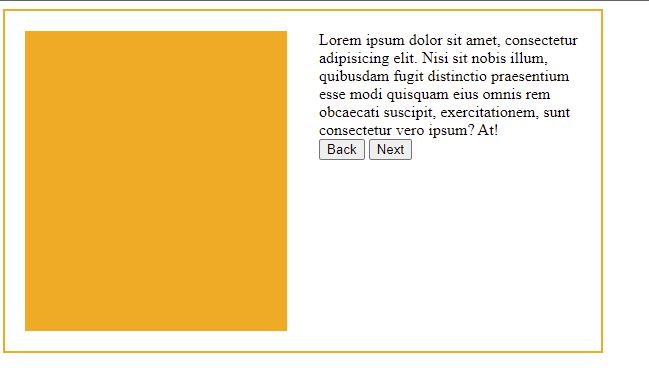 Lorem ipsum dolor sit amet, consectetur
adipisicing elit. Nisi sit nobis illum,
quibusdam fugit distinctio praesentium
esse modi quisquam eius omnis rem
obcaecati suscipit, exercitationem, sunt
consectetur vero ipsum? At!
Back Next